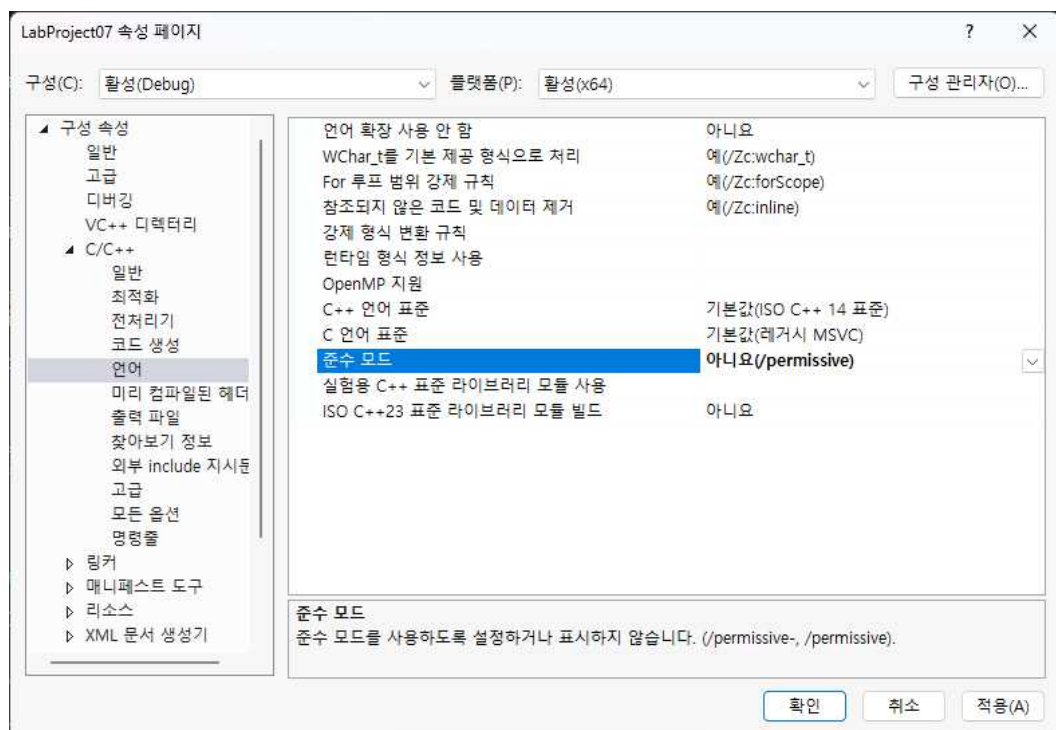 LabProject07 속성 페이지
구성(C): 활성(Debug) 플랫폼(P): 활성(x64) 구성 관리자(O)...
구성 속성
일반
고급
디버깅
VC++ 디렉터리
C/C++
일반
최적화
전처리기
코드 생성
언어
미리 컴파일된 헤더
출력 파일
찾아보기 정보
외부 include 지시문
고급
모든 옵션
명령줄
링커
매니페스트 도구
리소스
XML 문서 생성기
언어 확장 사용 안 함 아니요
WChar_t를 기본 제공 형식으로 처리 예(/Zc:wchar_t)
For 루프 범위 강제 규칙 예(/Zc:forScope)
참조되지 않은 코드 및 데이터 제거 예(/Zc:inline)
강제 형식 변환 규칙
런타임 형식 정보 사용
OpenMP 지원
C++ 언어 표준 기본값(ISO C++ 14 표준)
C 언어 표준 기본값(레거시 MSVC)
준수 모드 아니요(/permissive)
실험용 C++ 표준 라이브러리 모듈 사용
ISO C++23 표준 라이브러리 모듈 빌드 아니요
준수 모드
준수 모드를 사용하도록 설정하거나 표시하지 않습니다. (/permissive-, /permissive).
확인 취소 적용(A)